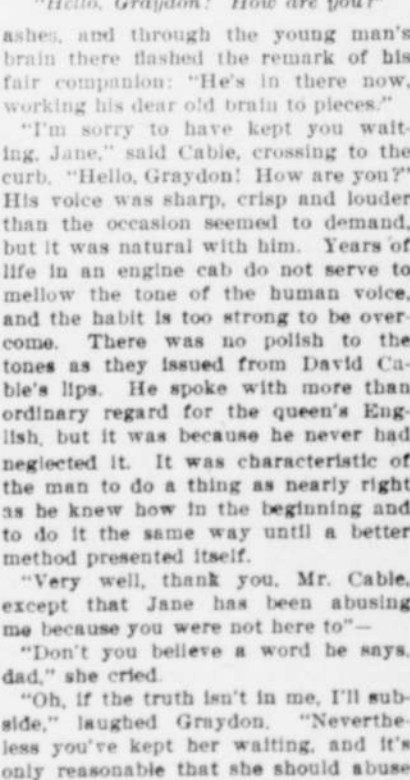 "Hello, Graydon! How are you?"
ashes, and through the young man's
brain there flashed the remark of his
fair companion: "He's in there now,
working his dear old brain to pieces."
"I'm sorry to have kept you wait-
ing, Jane," said Cable, crossing to the
curb. "Hello, Graydon! How are you?"
His voice was sharp, crisp and louder
than the occasion seemed to demand,
but it was natural with him. Years of
life in an engine cab do not serve to
mellow the tone of the human voice,
and the habit is too strong to be over-
come. There was no polish to the
tones as they issued from David Ca-
ble's lips. He spoke with more than
ordinary regard for the queen's Eng-
lish, but it was because he never had
neglected it. It was characteristic of
the man to do a thing as nearly right
as he knew how in the beginning and
to do it the same way until a better
method presented itself.
"Very well, thank you, Mr. Cable,
except that Jane has been abusing
me because you were not here to"—
"Don't you believe a word he says,
dad," she cried.
"Oh, if the truth isn't in me, I'll sub-
side," laughed Graydon. "Neverthe-
less you've kept her waiting, and it's
only reasonable that she should abuse